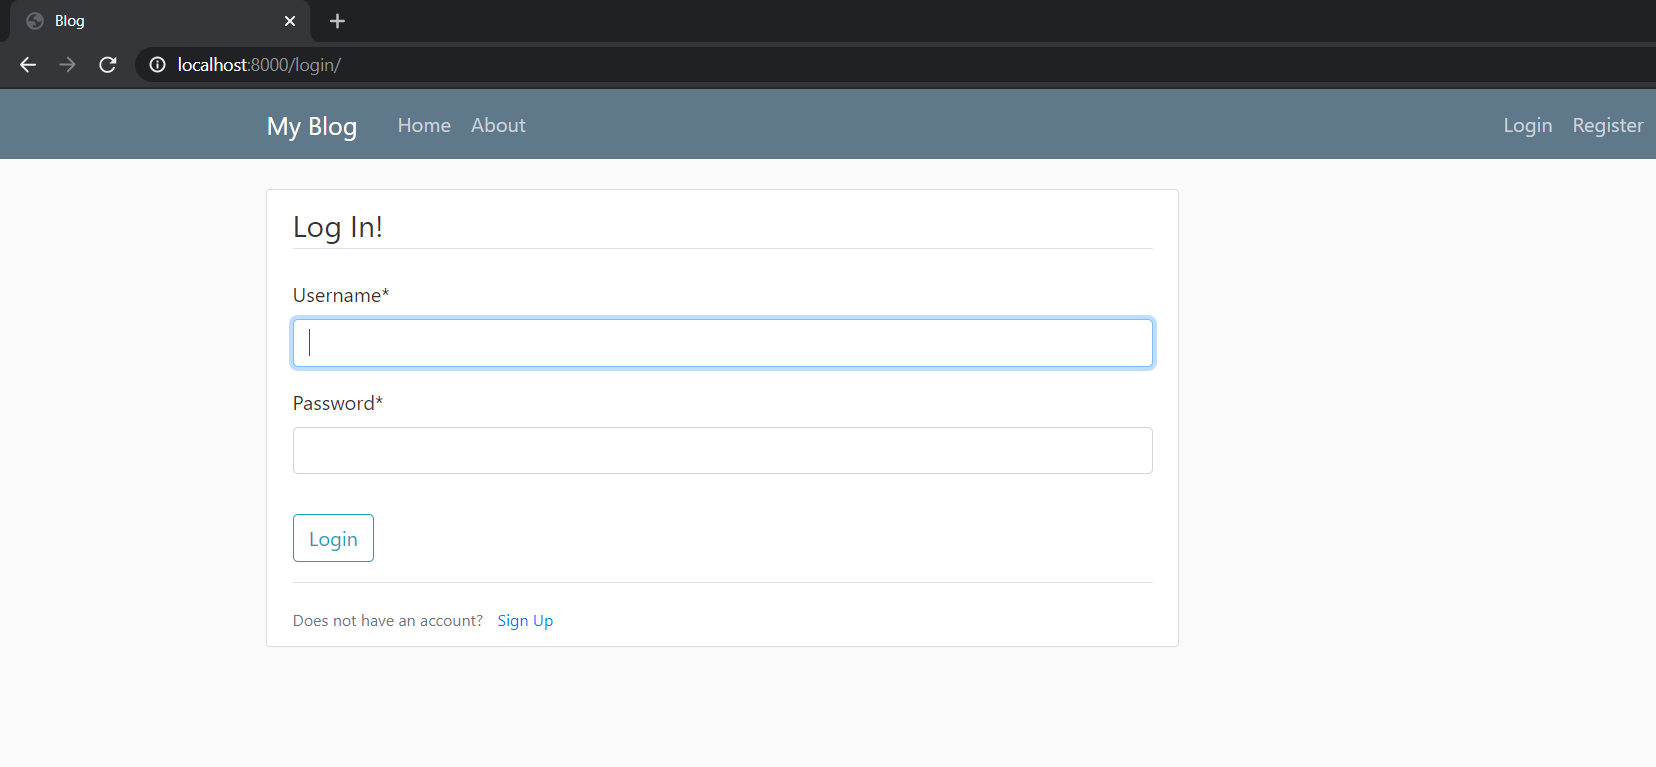 Blog
localhost:8000/login/
My Blog Home About Login Register
Log In!
Username*
Password*
Login
Does not have an account? Sign Up